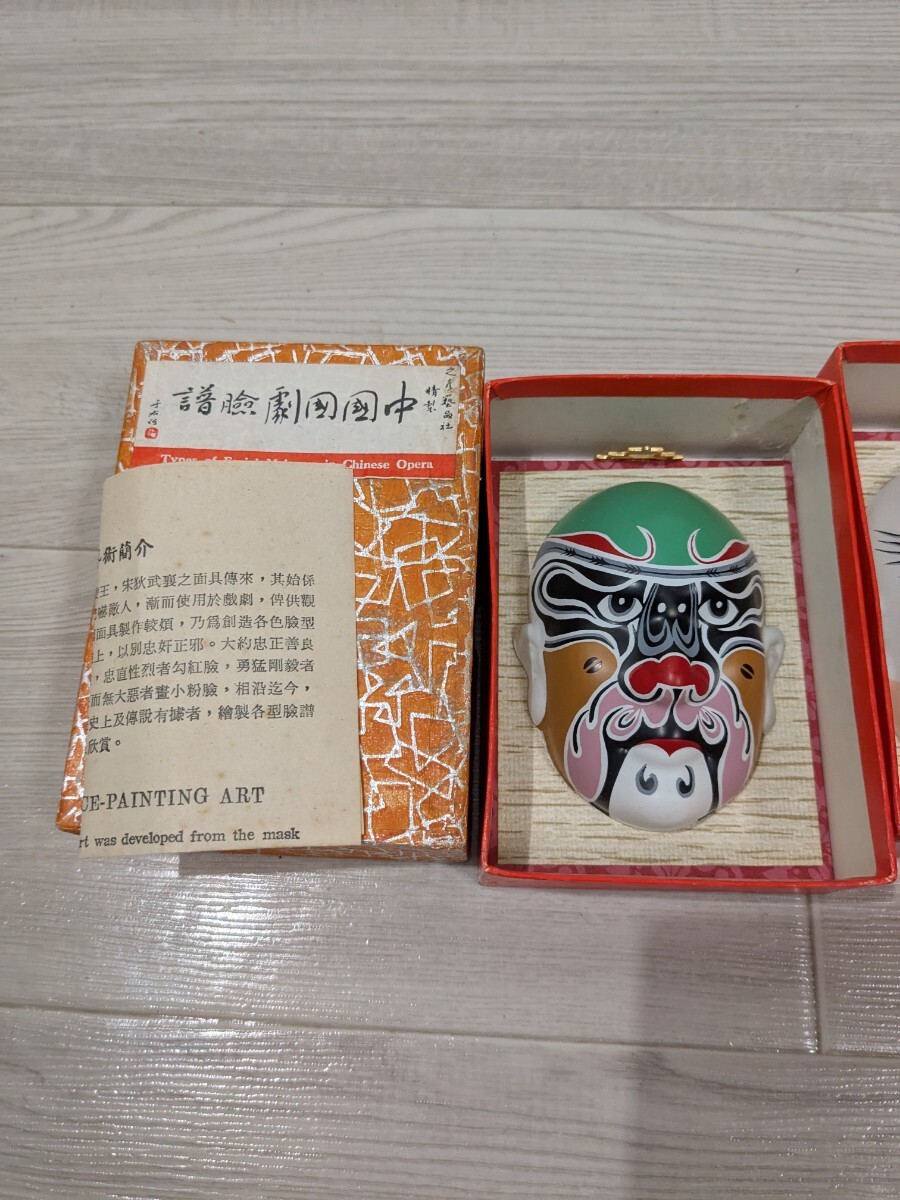 中國國劇臉譜
精製
Types of Facial Make-up in Chinese Opera
術簡介
王，宋狄武襄之面具傳來，其始係
嚇敵人，漸而使用於戲劇，俾供觀
面具製作較煩，乃爲創造各色臉型
上，以別忠奸正邪。大約忠正善良
，忠直性烈者勾紅臉，勇猛剛毅者
而無大惡者畫小粉臉，相沿迄今，
史上及傳說有據者，繪製各型臉譜
欣賞。
CE-PAINTING ART
rt was developed from the mask